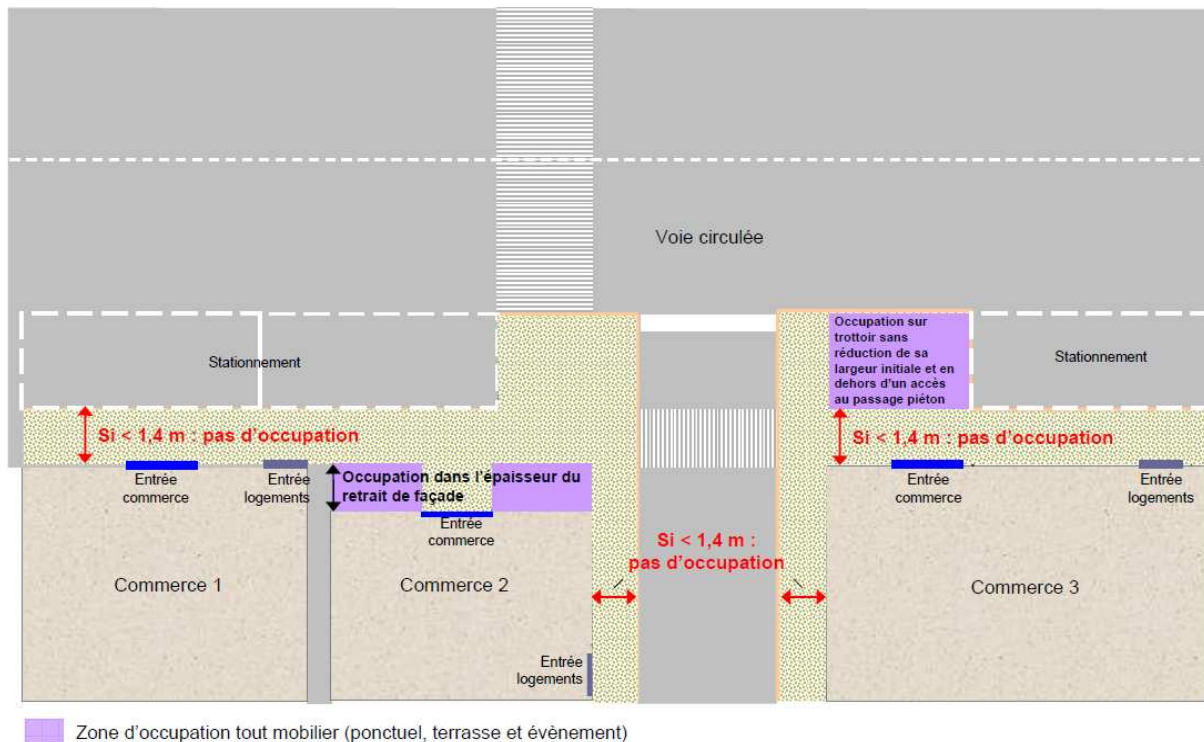 Voie circulée
Occupation sur
trottoir sans
réduction de sa
largeur initiale et en
dehors d'un accès
au passage piéton
Stationnement
Stationnement
Si < 1,4 m : pas d'occupation
Si < 1,4 m : pas d'occupation
Entrée
commerce
Entrée
logements
Occupation dans l'épaisseur du
retrait de façade
Entrée
commerce
Entrée
commerce
Entrée
logements
Si < 1,4 m :
pas d'occupation
Commerce 1
Commerce 2
Commerce 3
Entrée
logements
Zone d'occupation tout mobilier (ponctuel, terrasse et évènement)